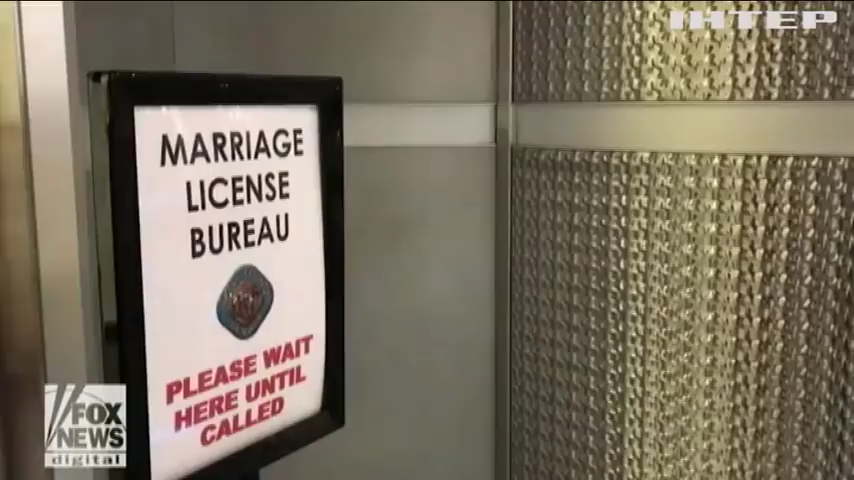 ІНТЕР
MARRIAGE
LICENSE
BUREAU
PLEASE WAIT
HERE UNTIL
CALLED
FOX
NEWS
digital